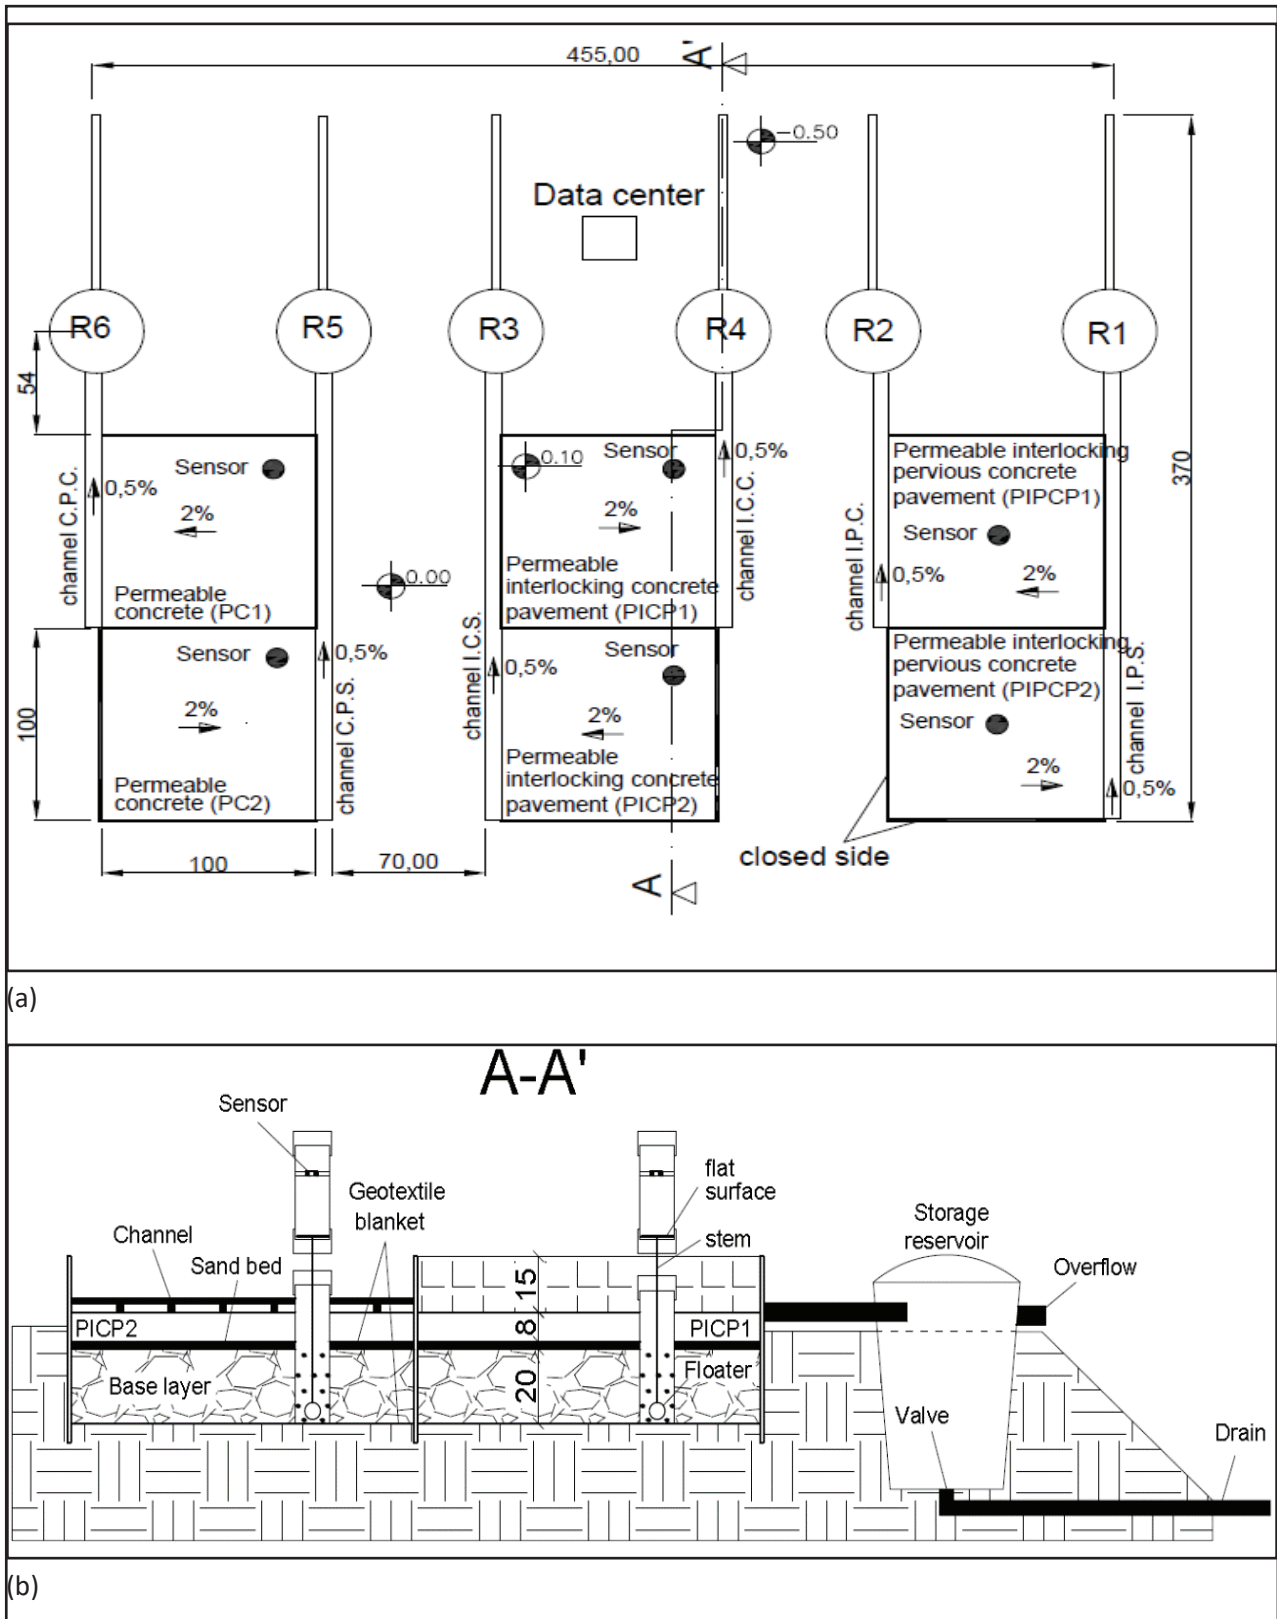 455,00
A'
-0.50
Data center
R6
R5
R3
R4
R2
R1
54
370
Sensor
0,5%
2%
channel C.P.C.
Permeable
concrete (PC1)
0.00
0.10
Sensor
0,5%
2%
channel I.C.C.
Permeable
interlocking concrete
pavement (PICP1)
Permeable interlocking
pervious concrete
pavement (PIPCP1)
Sensor
channel I.P.C.
0,5%
2%
100
Sensor
0,5%
2%
channel C.P.S.
Permeable
concrete (PC2)
channel I.C.S.
0,5%
Sensor
2%
Permeable
interlocking concrete
pavement (PICP2)
Permeable interlocking
pervious concrete
pavement (PIPCP2)
Sensor
2%
channel I.P.S.
0,5%
closed side
100
70,00
A
(a)
A-A'
Sensor
Geotextile
blanket
Channel
Sand bed
flat
surface
stem
Storage
reservoir
Overflow
15
PICP2
8
PICP1
Base layer
20
Floater
Valve
Drain
(b)